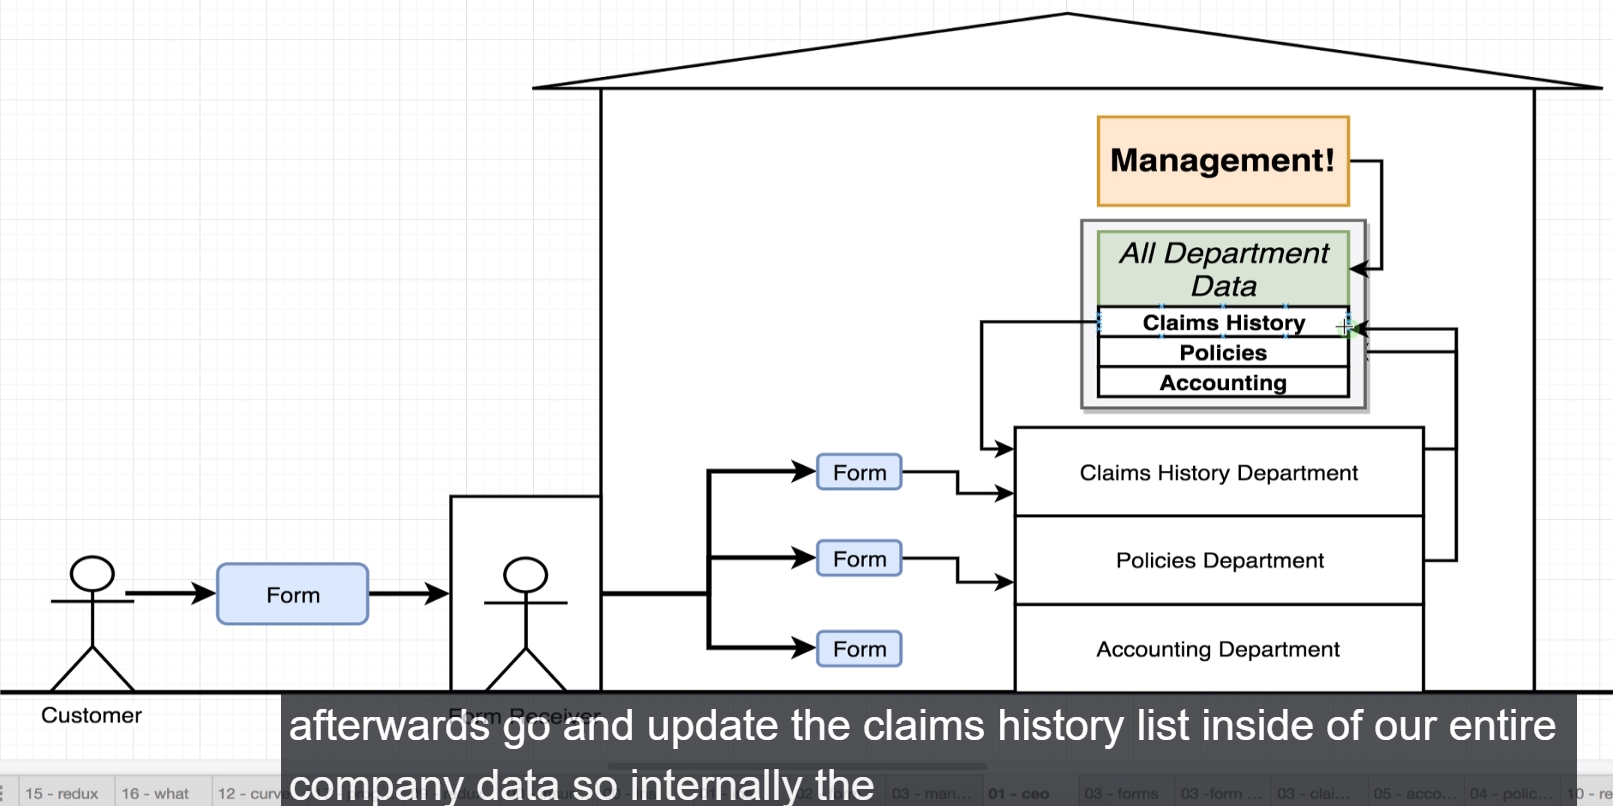 Management!
All Department
Data
Claims History
Policies
Accounting
Form
Claims History Department
Form
Policies Department
Form
Form
Accounting Department
Customer
Form Receiver
afterwards go and update the claims history list inside of our entire
company data so internally the
15 - redux
16 - what
12 - curve
03 - man...
01 - ceo
03 - forms
03 -form ...
03 - clai...
05 - acco...
04 - polic...
10 - re